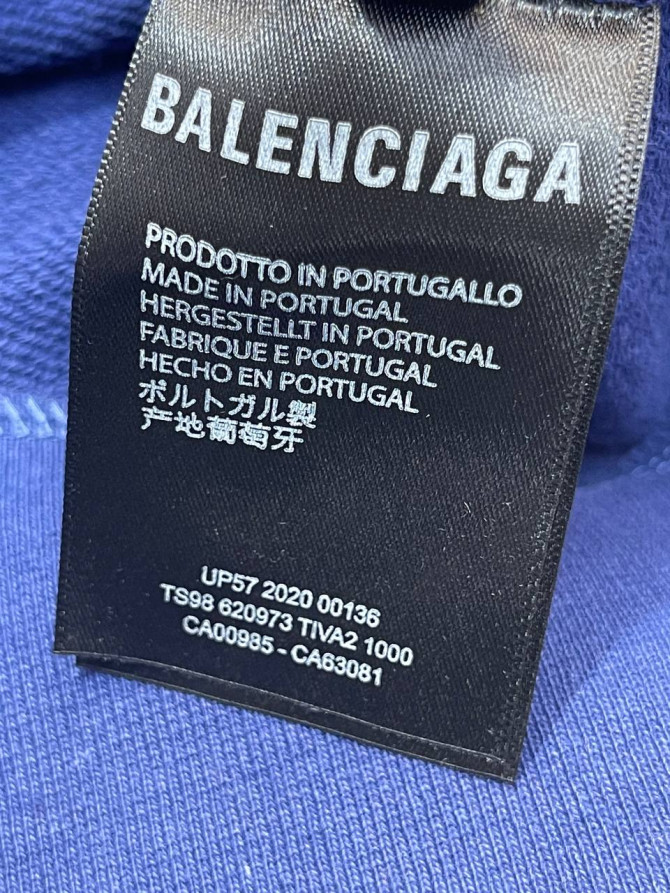 BALENCIAGA
PRODOTTO IN PORTUGALLO
MADE IN PORTUGAL
HERGESTELLT IN PORTUGAL
FABRIQUE E PORTUGAL
HECHO EN PORTUGAL
ポルトガル製
产地葡萄牙
UP57 2020 00136
TS98 620973 TIVA2 1000
CA00985 - CA63081